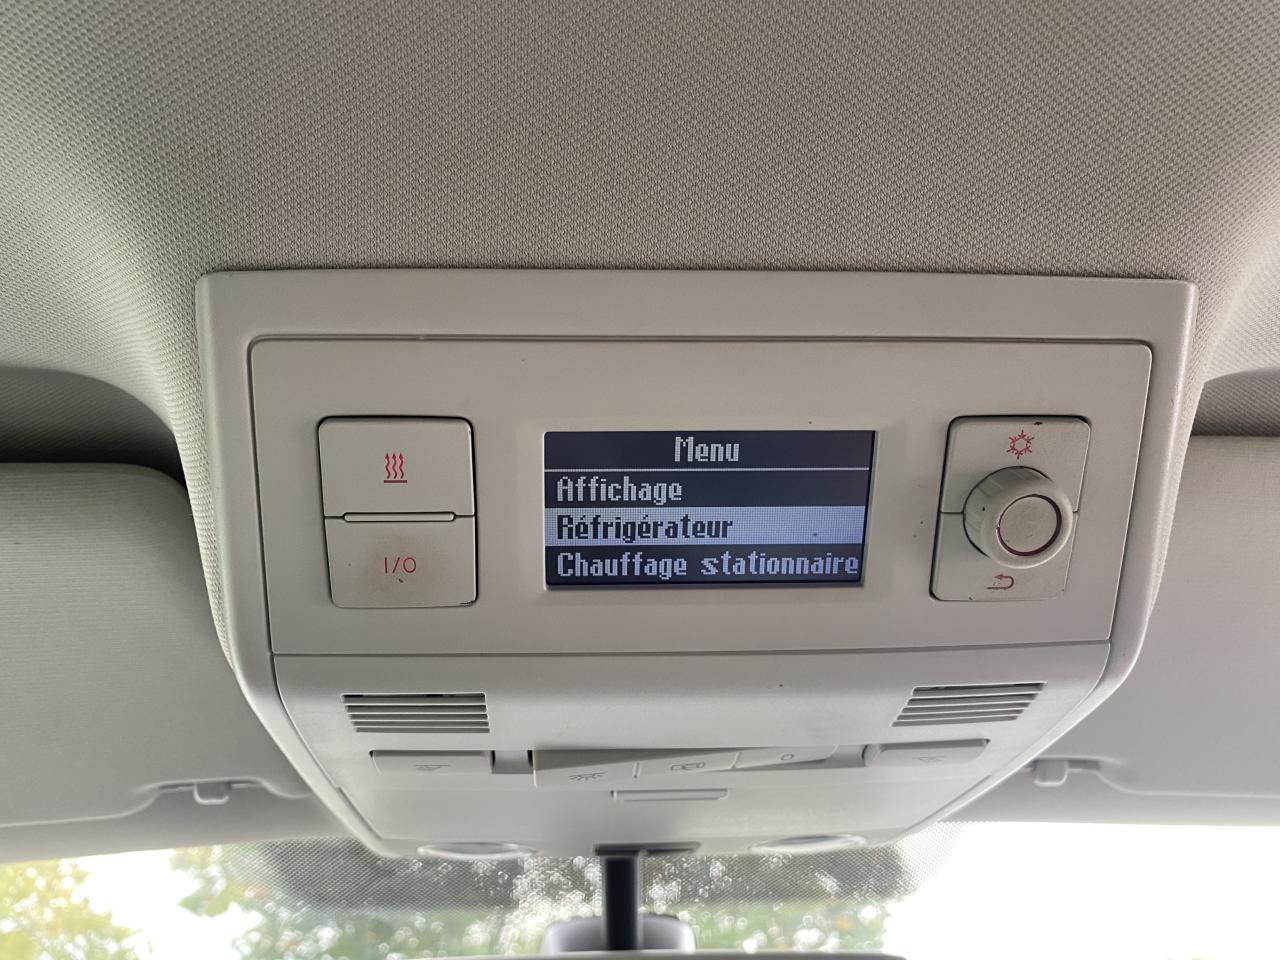 Menu
Affichage
Réfrigérateur
Chauffage stationnaire
I/O
O